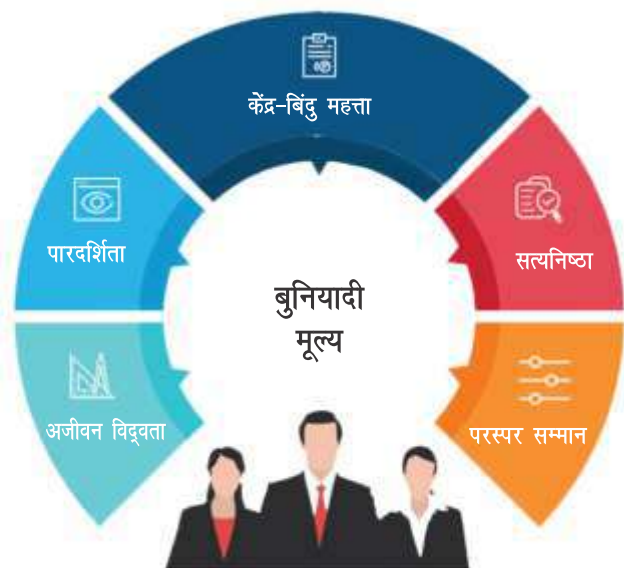 केंद्र-बिंदु महत्ता
पारदर्शिता
सत्यनिष्ठा
बुनियादी
मूल्य
अजीवन विद्वता
परस्पर सम्मान